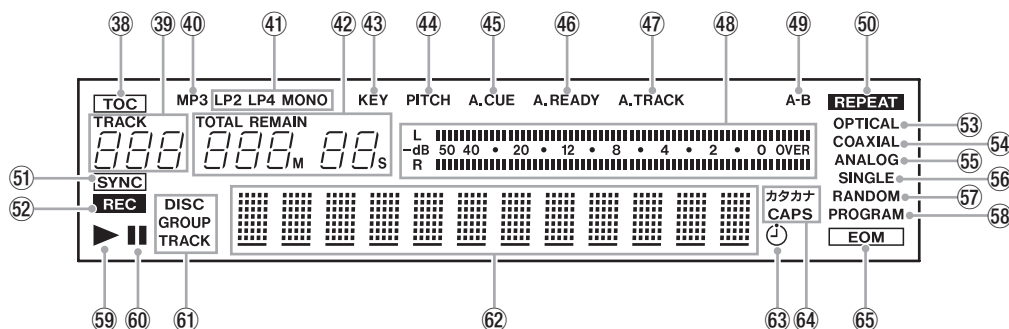 ㊳ ㊴ ㊵ ㊶ ㊷ ㊸ ㊹ ㊺ ㊻ ㊼ ㊽ ㊾ ㊿
TOC MP3 LP2 LP4 MONO KEY PITCH A.CUE A.READY A.TRACK A-B REPEAT
TRACK TOTAL REMAIN
888 888M 88S
L
-dB 50 40 • 20 • 12 • 8 • 4 • 2 • 0 OVER
R
OPTICAL 53
COAXIAL 54
ANALOG 55
SINGLE 56
RANDOM 57
PROGRAM 58
51 SYNC
52 REC
DISC
GROUP
TRACK
カタカナ
CAPS
EOM
59 60 61 62 63 64 65